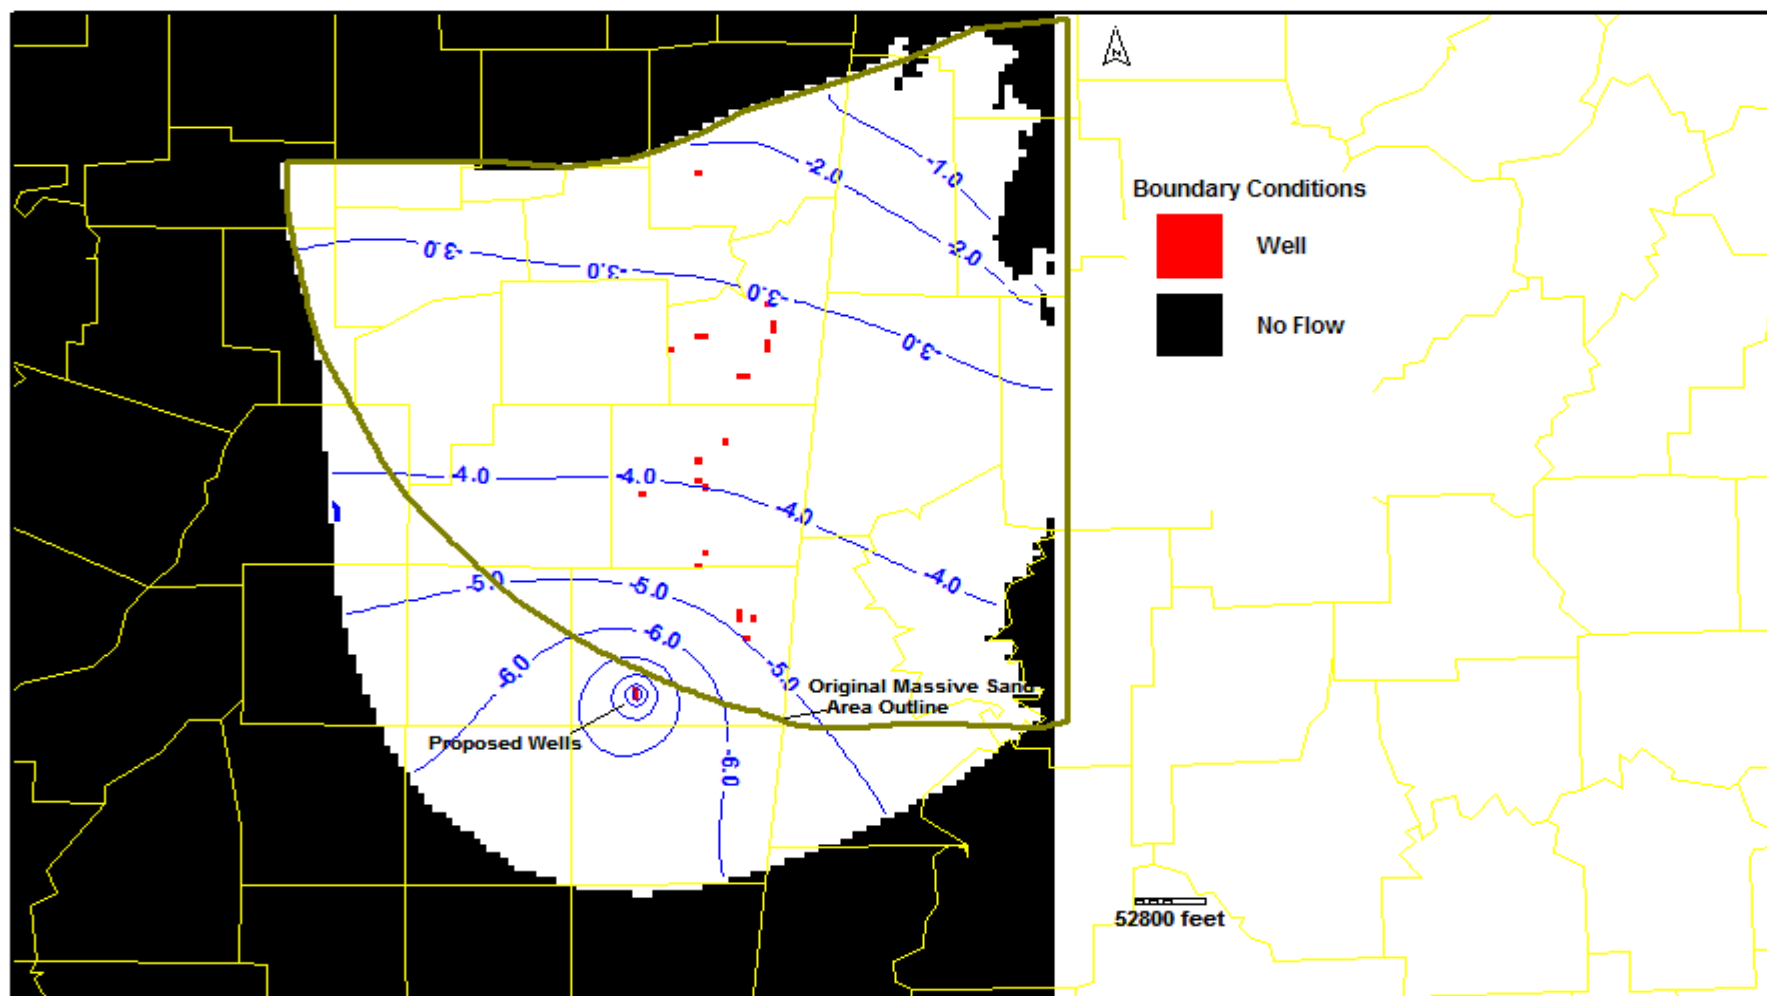 N
-1.0
-2.0
-2.0
-3.0
-3.0
-3.0
-3.0
Boundary Conditions
Well
No Flow
-4.0
-4.0
-4.0
-4.0
-5.0
-5.0
-5.0
-6.0
-6.0
-6.0
Original Massive Sand
Area Outline
Proposed Wells
52800 feet